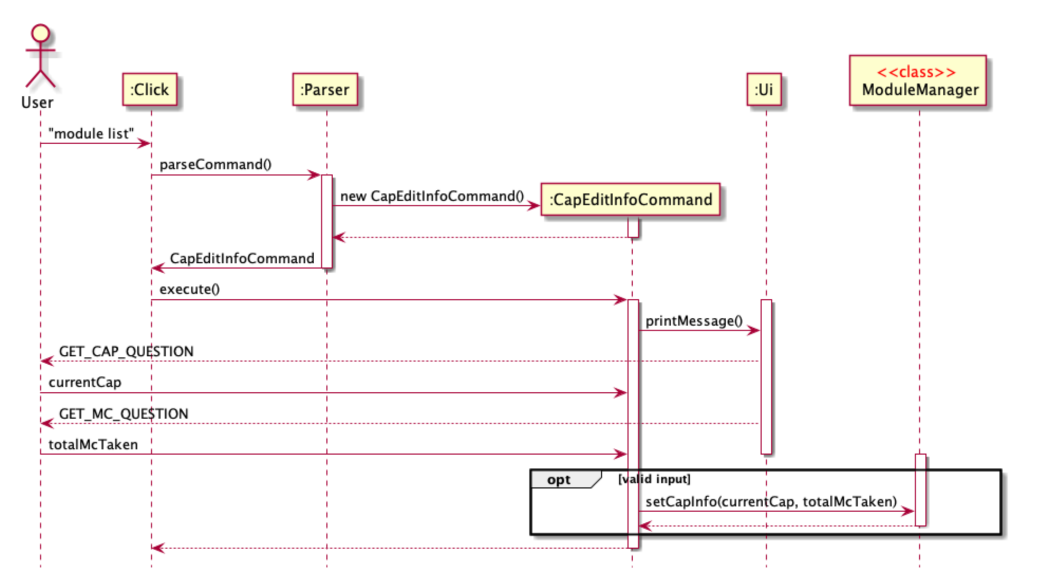 <<class>>
User
:Click
:Parser
:Ui
ModuleManager
"module list"
parseCommand()
new CapEditInfoCommand()
:CapEditInfoCommand
CapEditInfoCommand
execute()
printMessage()
GET_CAP_QUESTION
currentCap
GET_MC_QUESTION
totalMcTaken
opt
[valid input]
setCapInfo(currentCap, totalMcTaken)